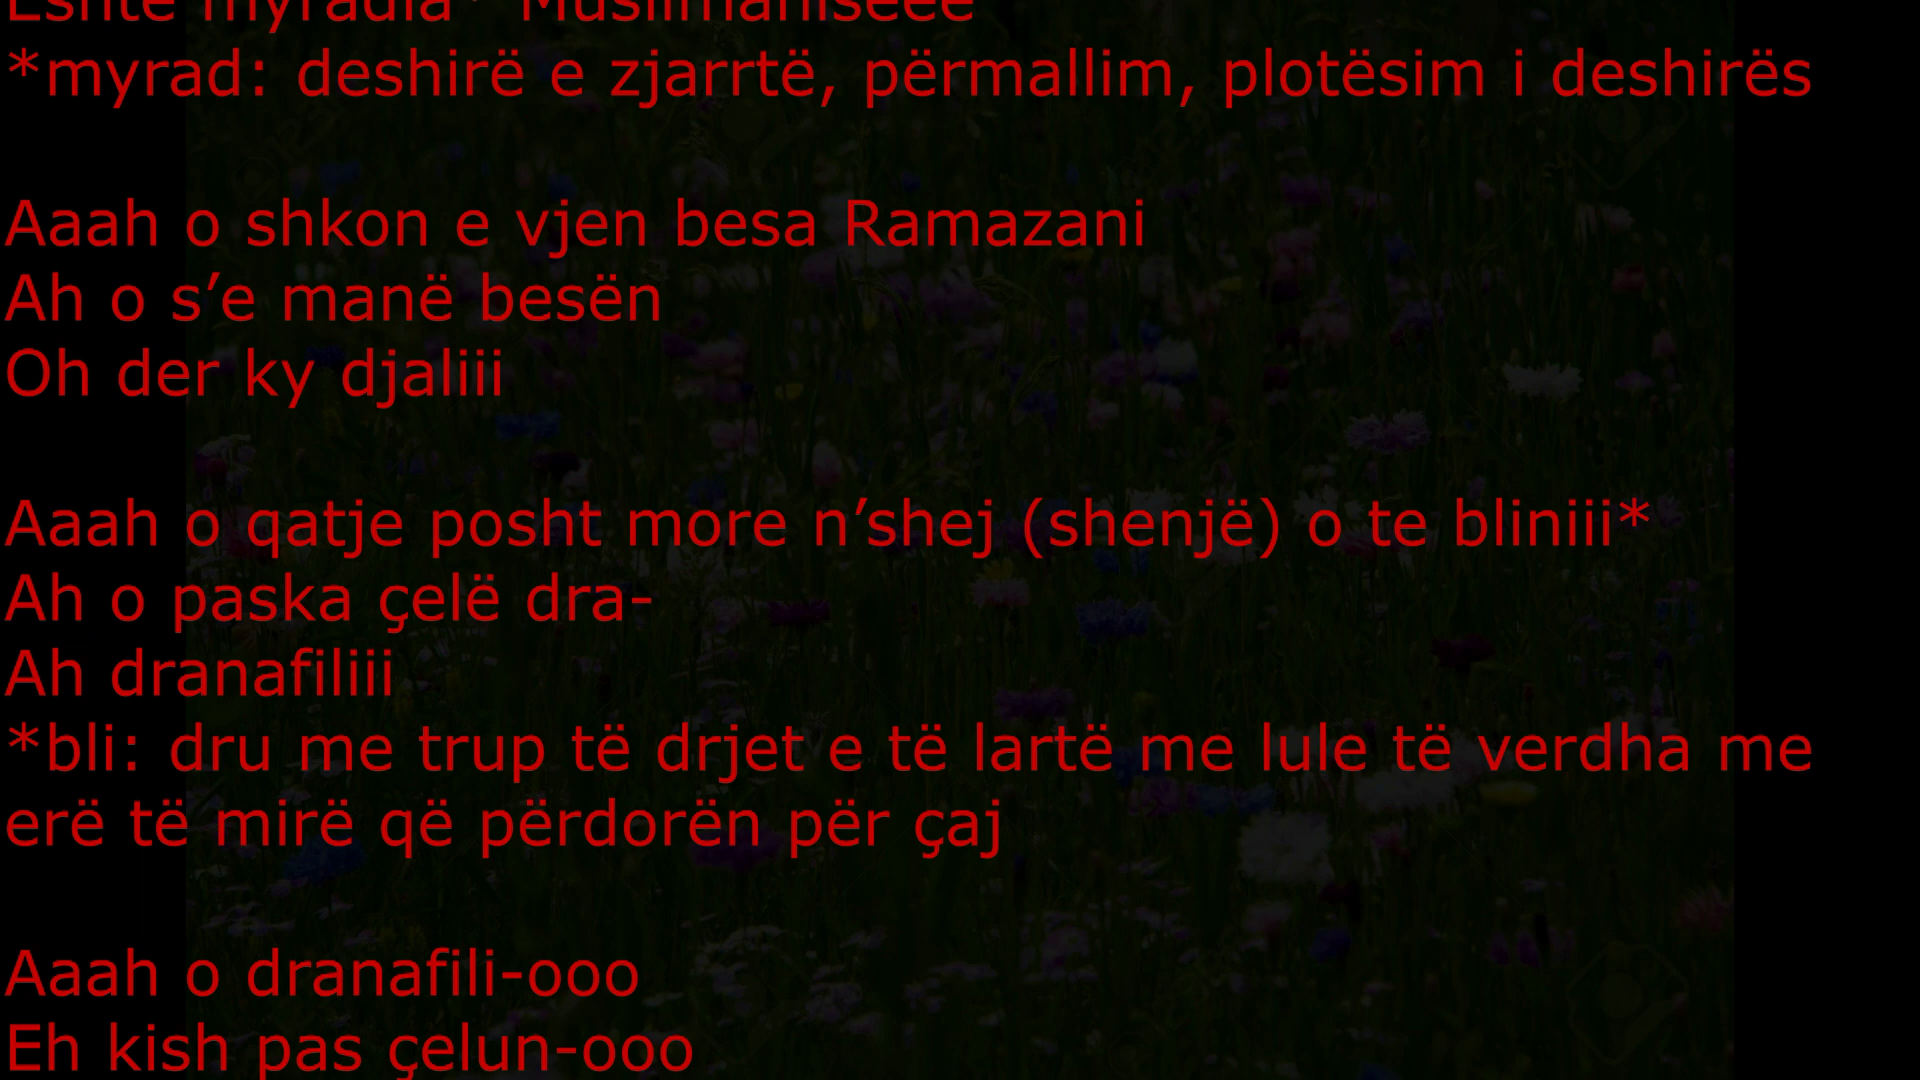 Është myradia* Muslimanisëëë
*myrad: deshirë e zjarrtë, përmallim, plotësim i deshirës
Aaah o shkon e vjen besa Ramazani
Ah o s’e manë besën
Oh der ky djaliii
Aaah o qatje posht more n’shej (shenjë) o te bliniii*
Ah o paska çelë dra-
Ah dranafiliii
*bli: dru me trup të drjet e të lartë me lule të verdha me
erë të mirë që përdorën për çaj
Aaah o dranafili-ooo
Eh kish pas çelun-ooo